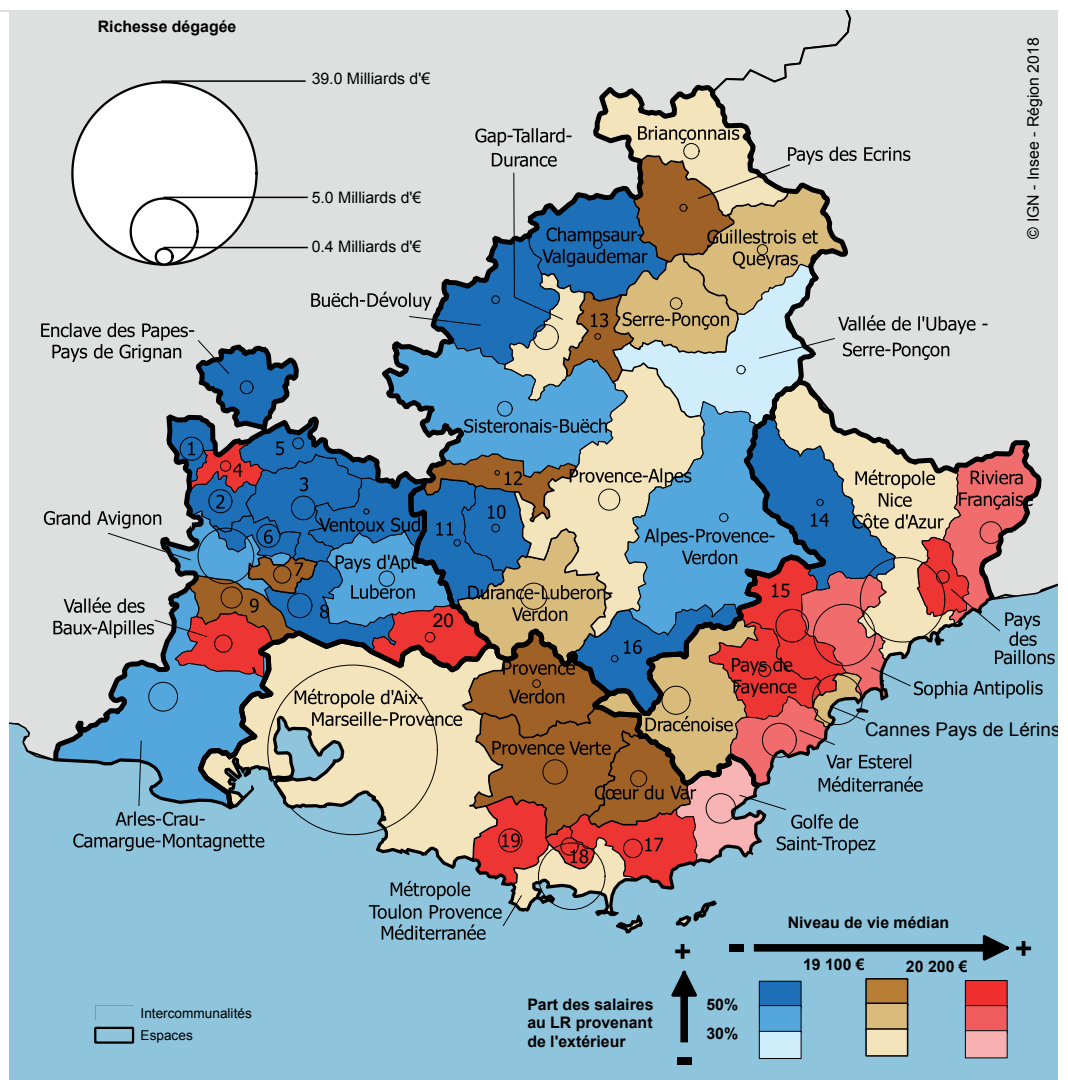 Richesse dégagée
39.0 Milliards d'€
5.0 Milliards d'€
0.4 Milliards d'€
© IGN - Insee - Région 2018
Briançonnais
Gap-Tallard-
Durance
Pays des Ecrins
Champsaur-
Valgaudemar
Guillestrois et
Queyras
Buëch-Dévoluy
13
Serre-Ponçon
Vallée de l'Ubaye -
Serre-Ponçon
Enclave des Papes-
Pays de Grignan
Sisteronais-Buëch
1
5
4
3
2
12
Provence-Alpes
Métropole
Nice
Côte d'Azur
Riviera
Française
Grand Avignon
Ventoux Sud
6
11
10
14
Alpes-Provence-
Verdon
7
Pays d'Apt
Luberon
Durance-Luberon-
Verdon
15
Vallée des
Baux-Alpilles
9
8
20
16
Pays
des
Paillons
Provence
Verdon
Pays de
Fayence
Sophia Antipolis
Métropole d'Aix-
Marseille-Provence
Dracénoise
Cannes Pays de Lérins
Provence Verte
Cœur du Var
Var Esterel
Méditerranée
Arles-Crau-
Camargue-Montagnette
19
18
17
Golfe de
Saint-Tropez
Métropole
Toulon Provence
Méditerranée
Niveau de vie médian
+
-
+
19 100 €
20 200 €
Part des salaires
au LR provenant
de l'extérieur
50%
30%
-
Intercommunalités
Espaces